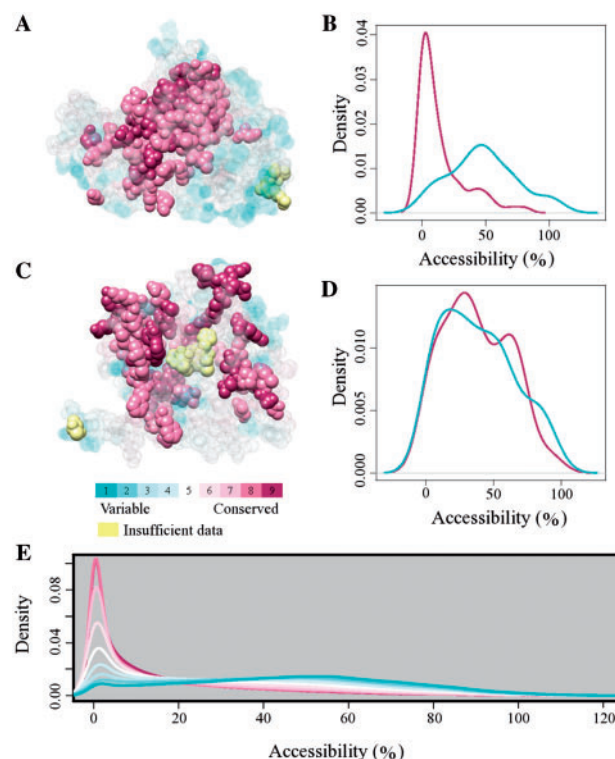 A
B
Density
0.00 0.01 0.02 0.03 0.04
0 50 100
Accessibility (%)
C
D
Density
0.000 0.005 0.010
0 50 100
Accessibility (%)
1 2 3 4 5 6 7 8 9
Variable Conserved
Insufficient data
E
Density
0.00 0.04 0.08
0 20 40 60 80 100 120
Accessibility (%)